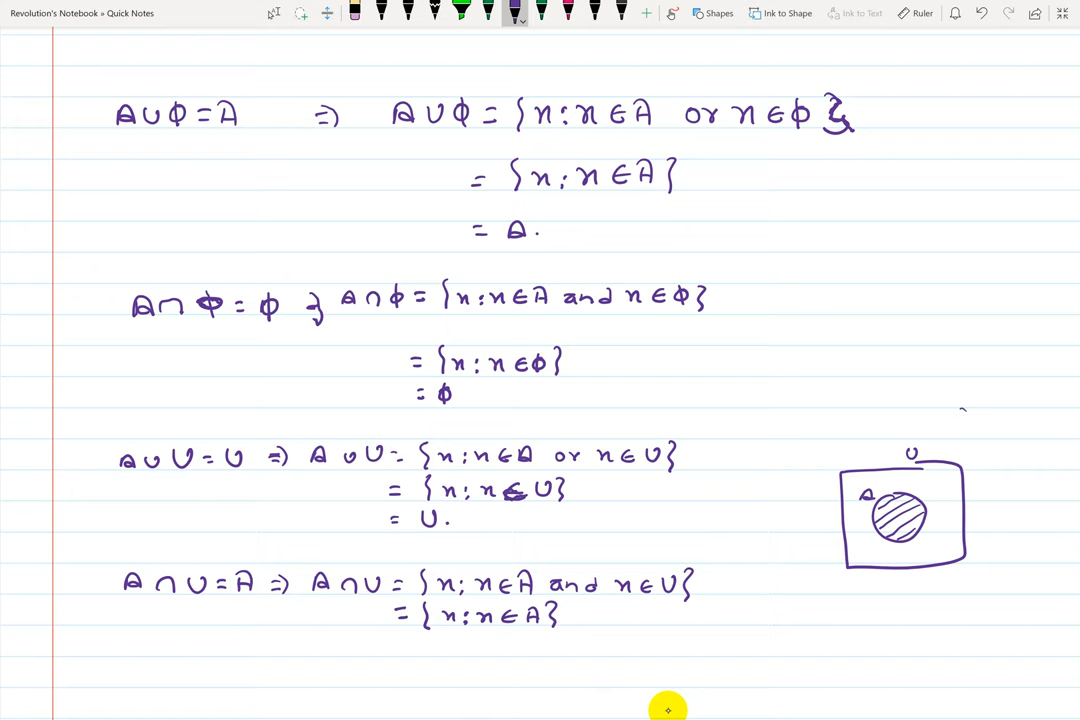 Revolution's Notebook » Quick Notes
Shapes Ink to Shape Ink to Text Ruler
A ∪ ϕ = A ⇒ A ∪ ϕ = {n : n ∈ A or n ∈ ϕ}
= {n : n ∈ A}
= A.
A ∩ ϕ = ϕ } A ∩ ϕ = {n : n ∈ A and n ∈ ϕ}
= {n : n ∈ ϕ}
= ϕ
A ∪ U = U ⇒ A ∪ U = {n : n ∈ A or n ∈ U}
= {n : n ∈ U}
= U.
U
A
A ∩ U = A ⇒ A ∩ U = {n ; n ∈ A and n ∈ U}
= {n : n ∈ A}